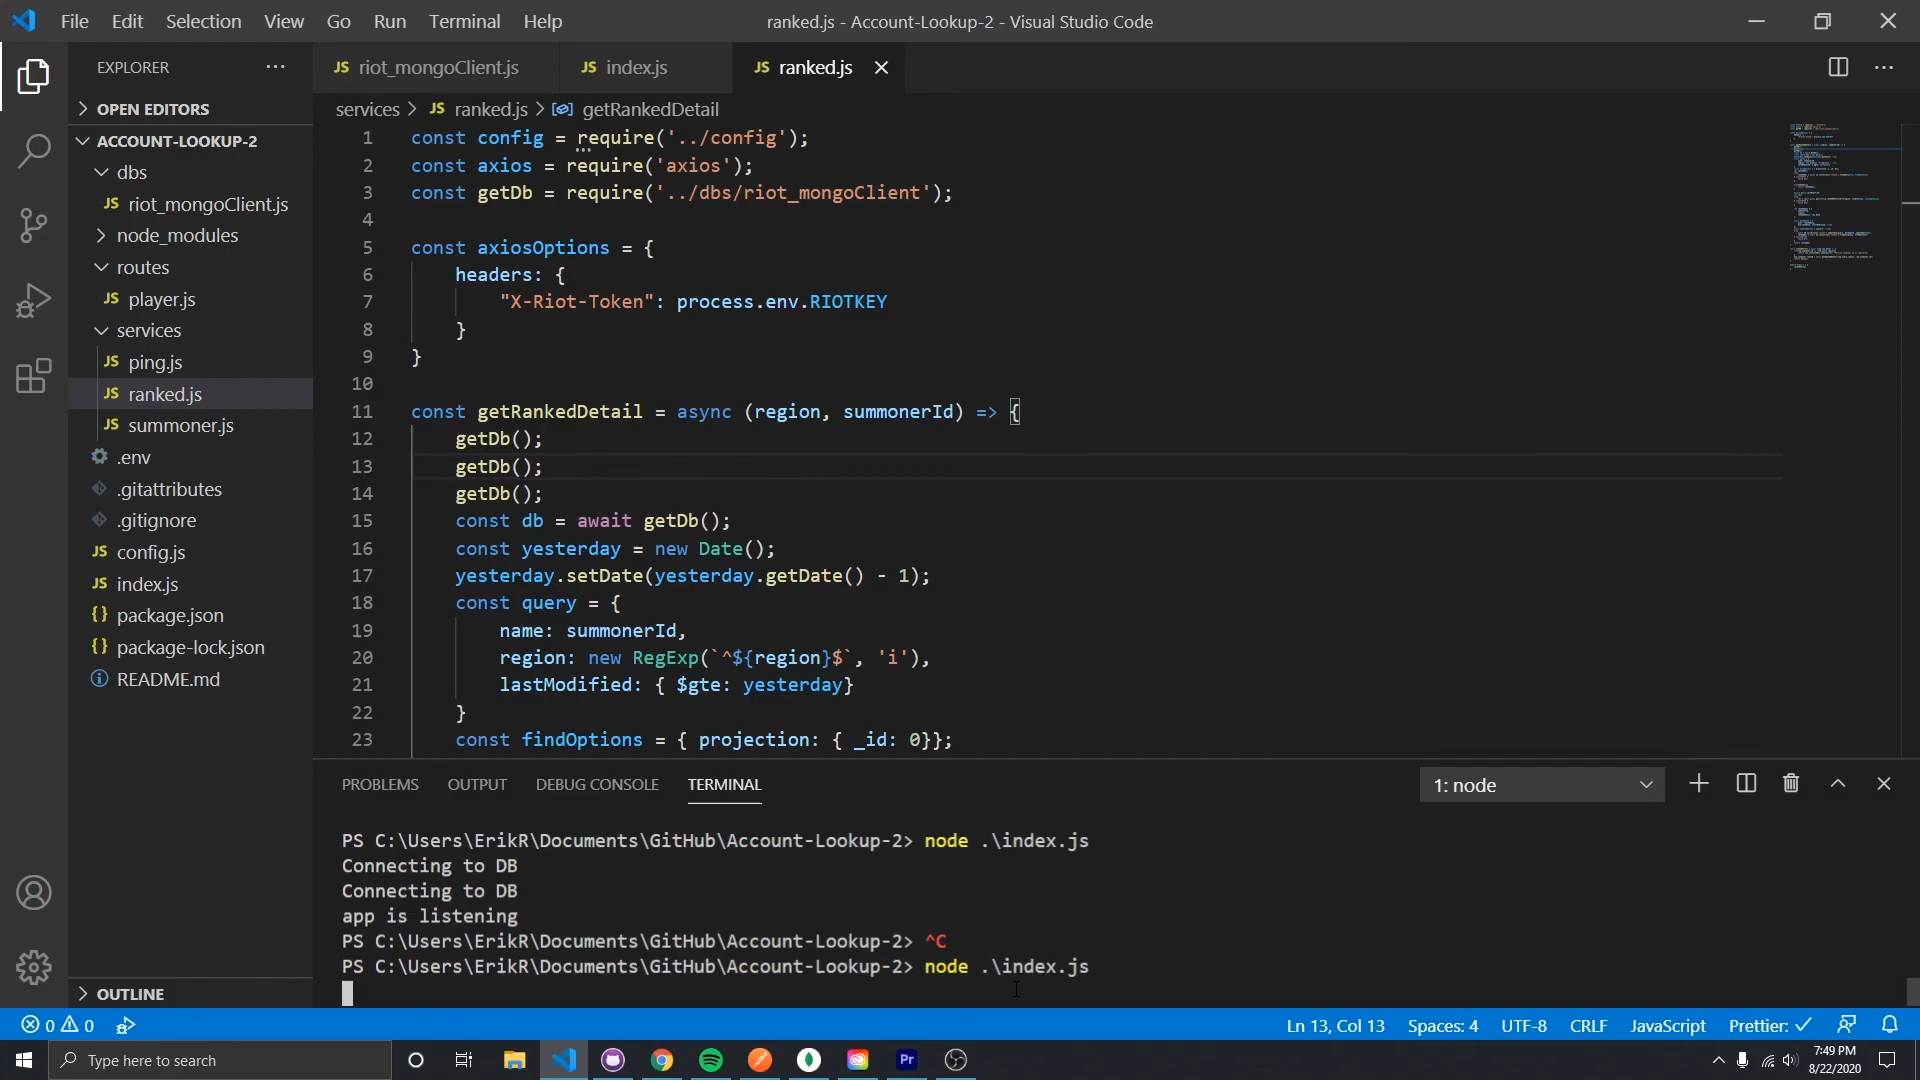 File Edit Selection View Go Run Terminal Help
ranked.js - Account-Lookup-2 - Visual Studio Code
EXPLORER
OPEN EDITORS
ACCOUNT-LOOKUP-2
dbs
JS riot_mongoClient.js
node_modules
routes
JS player.js
services
JS ping.js
JS ranked.js
JS summoner.js
.env
.gitattributes
.gitignore
JS config.js
JS index.js
{} package.json
{} package-lock.json
README.md
OUTLINE
JS riot_mongoClient.js JS index.js JS ranked.js
services > JS ranked.js > getRankedDetail
1 const config = require('../config');
2 const axios = require('axios');
3 const getDb = require('../dbs/riot_mongoClient');
4
5 const axiosOptions = {
6 headers: {
7 "X-Riot-Token": process.env.RIOTKEY
8 }
9 }
10
11 const getRankedDetail = async (region, summonerId) => {
12 getDb();
13 getDb();
14 getDb();
15 const db = await getDb();
16 const yesterday = new Date();
17 yesterday.setDate(yesterday.getDate() - 1);
18 const query = {
19 name: summonerId,
20 region: new RegExp(`^${region}$`, 'i'),
21 lastModified: { $gte: yesterday}
22 }
23 const findOptions = { projection: { _id: 0}};
PROBLEMS OUTPUT DEBUG CONSOLE TERMINAL
1: node
PS C:\Users\ErikR\Documents\GitHub\Account-Lookup-2> node .\index.js
Connecting to DB
Connecting to DB
app is listening
PS C:\Users\ErikR\Documents\GitHub\Account-Lookup-2> ^C
PS C:\Users\ErikR\Documents\GitHub\Account-Lookup-2> node .\index.js
0 0
Ln 13, Col 13 Spaces: 4 UTF-8 CRLF JavaScript Prettier: ✓
Type here to search
Pr
7:49 PM
8/22/2020